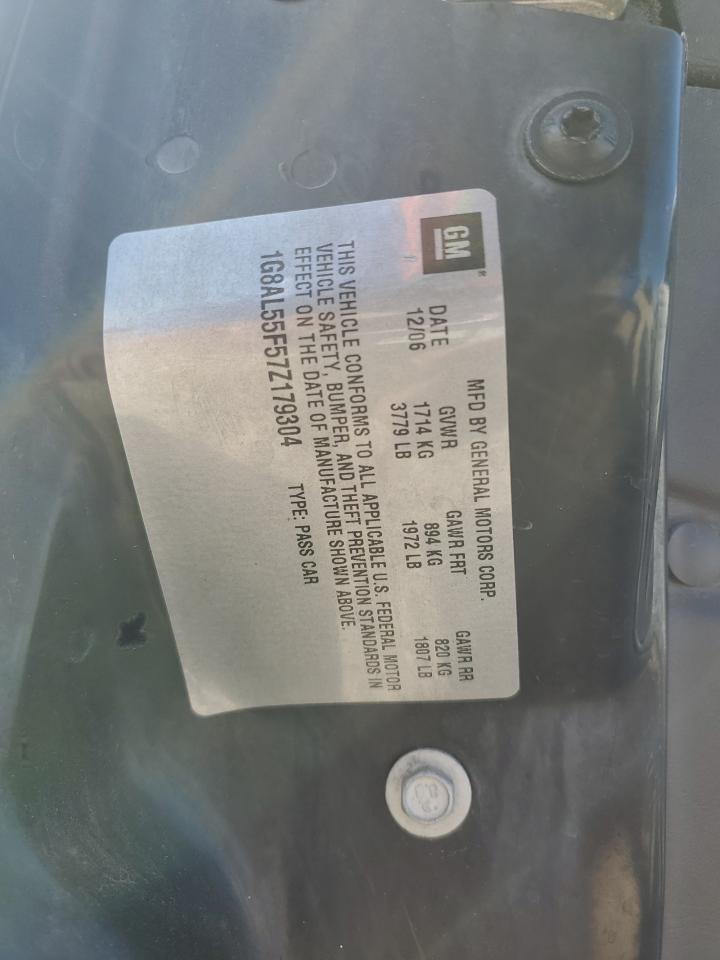 GM®
MFD BY GENERAL MOTORS CORP.
DATE GVWR GAWR FRT GAWR RR
12/06 1714 KG 894 KG 820 KG
3779 LB 1972 LB 1807 LB
THIS VEHICLE CONFORMS TO ALL APPLICABLE U.S. FEDERAL MOTOR
VEHICLE SAFETY, BUMPER, AND THEFT PREVENTION STANDARDS IN
EFFECT ON THE DATE OF MANUFACTURE SHOWN ABOVE.
1G8AL55F57Z179304 TYPE: PASS CAR